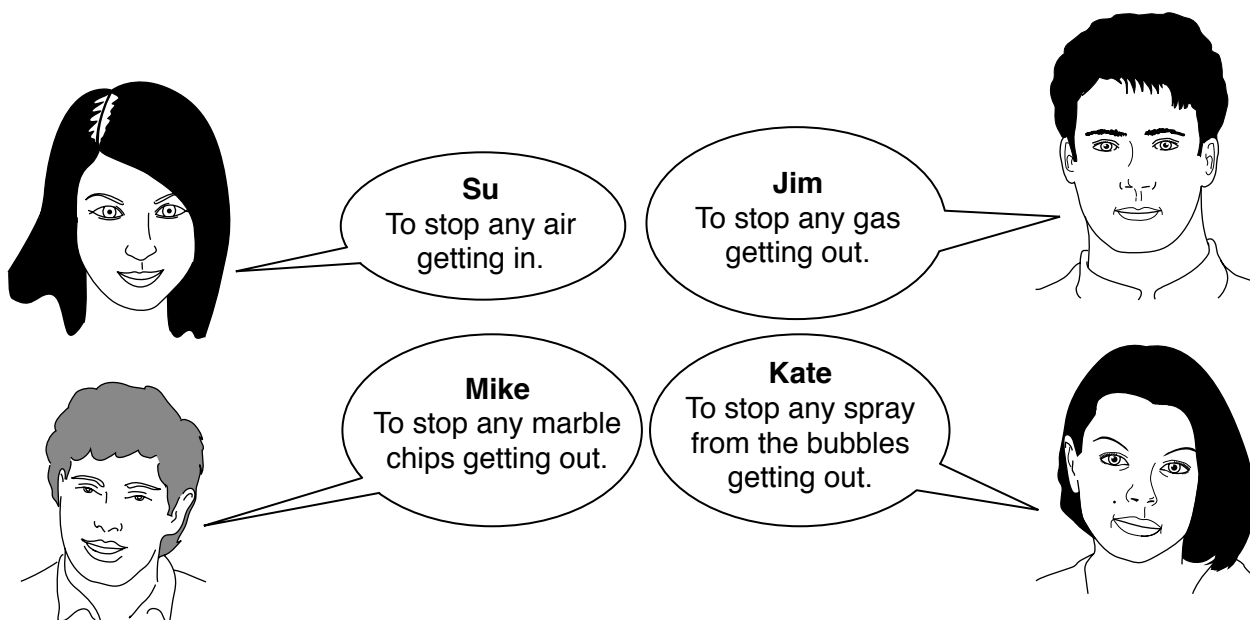 Su
To stop any air
getting in.
Jim
To stop any gas
getting out.
Mike
To stop any marble
chips getting out.
Kate
To stop any spray
from the bubbles
getting out.